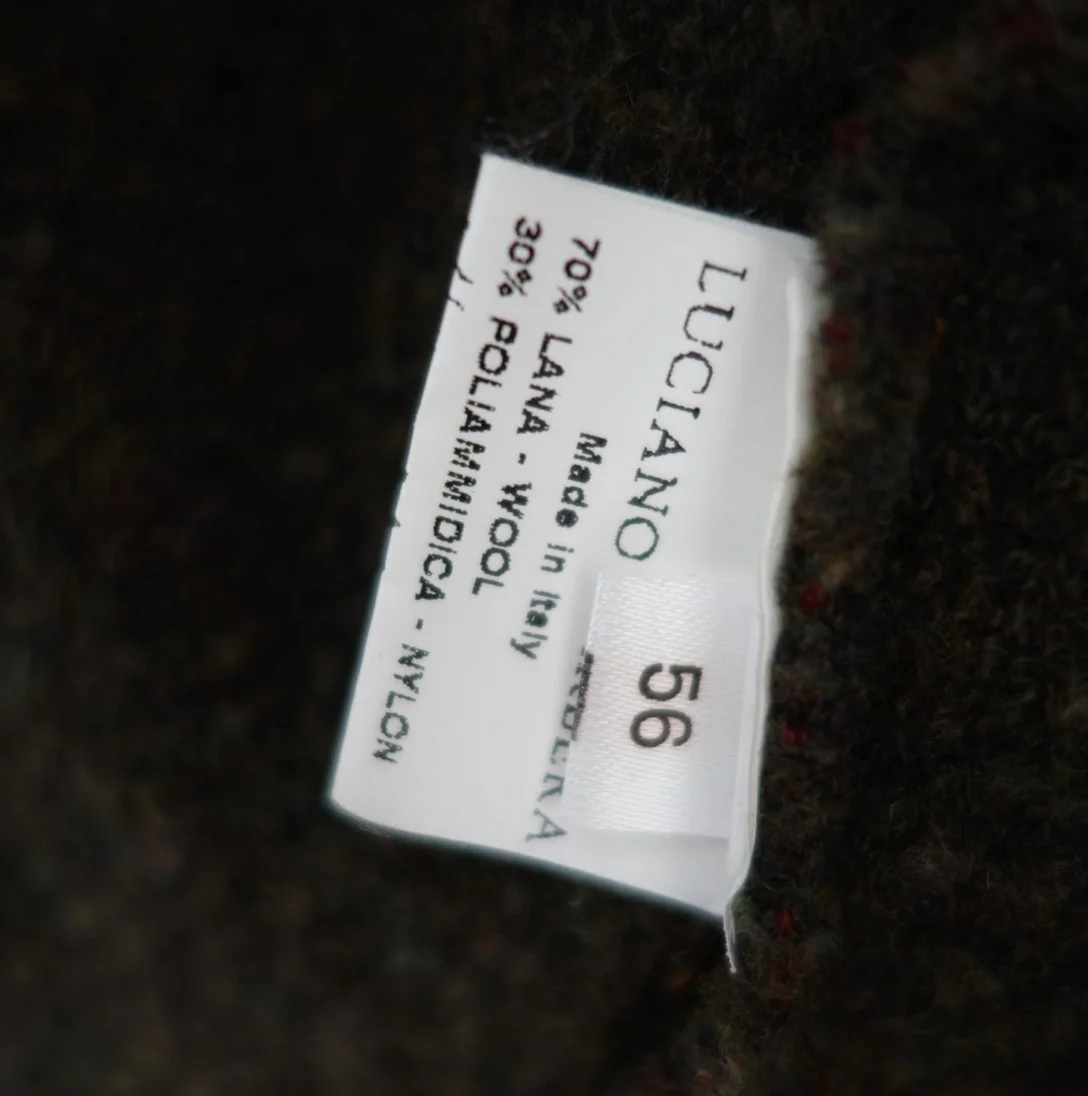 LUCIANO
56
Made in Italy
70% LANA - WOOL
30% POLIAMMIDICA - NYLON